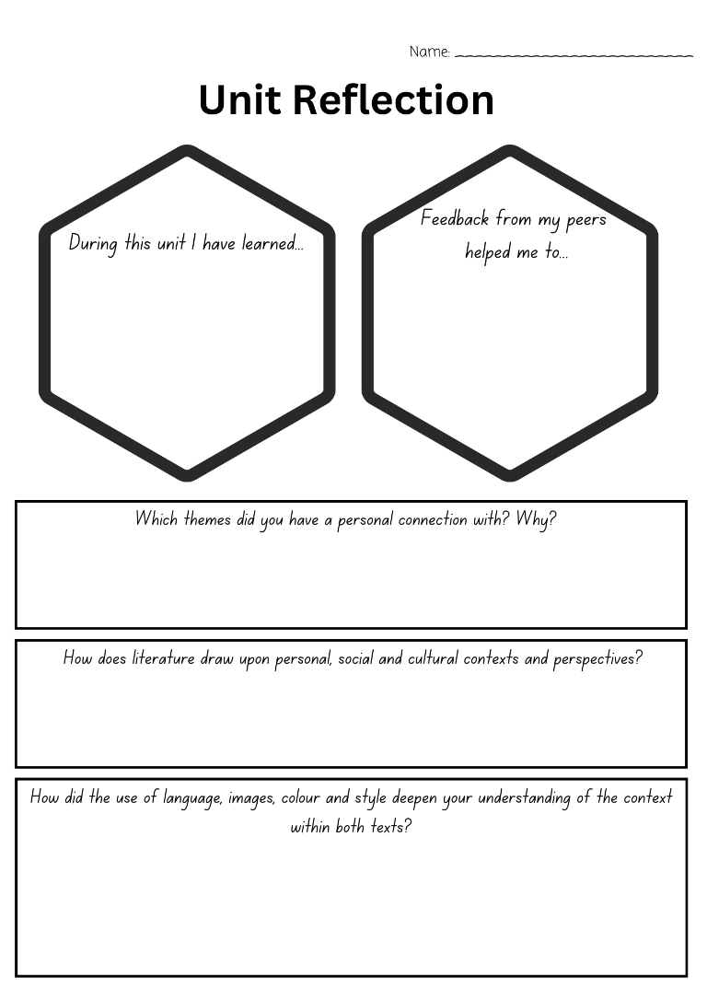 Name: ___________________________
Unit Reflection
During this unit I have learned...
Feedback from my peers
helped me to...
Which themes did you have a personal connection with? Why?
How does literature draw upon personal, social and cultural contexts and perspectives?
How did the use of language, images, colour and style deepen your understanding of the context
within both texts?